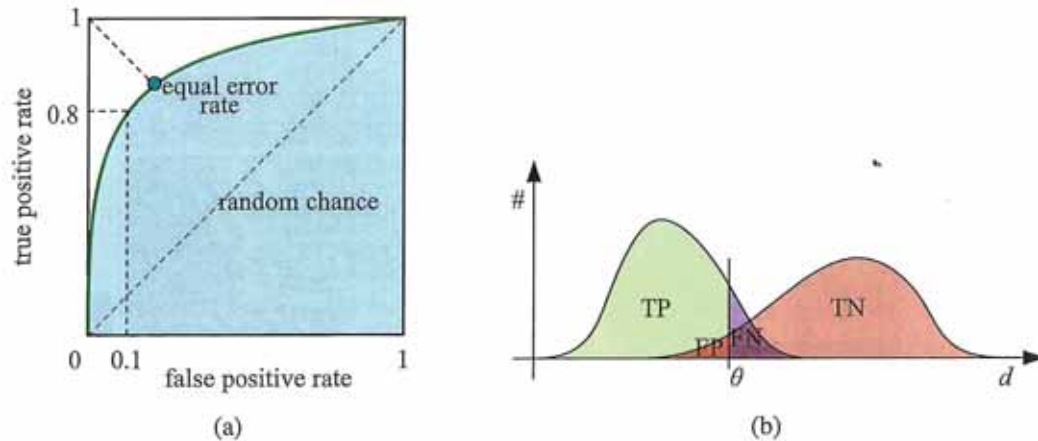 1
equal error
rate
0.8
true positive rate
random chance
0
0.1
1
false positive rate
(a)
#
TP
FP
FN
TN
θ
d
(b)